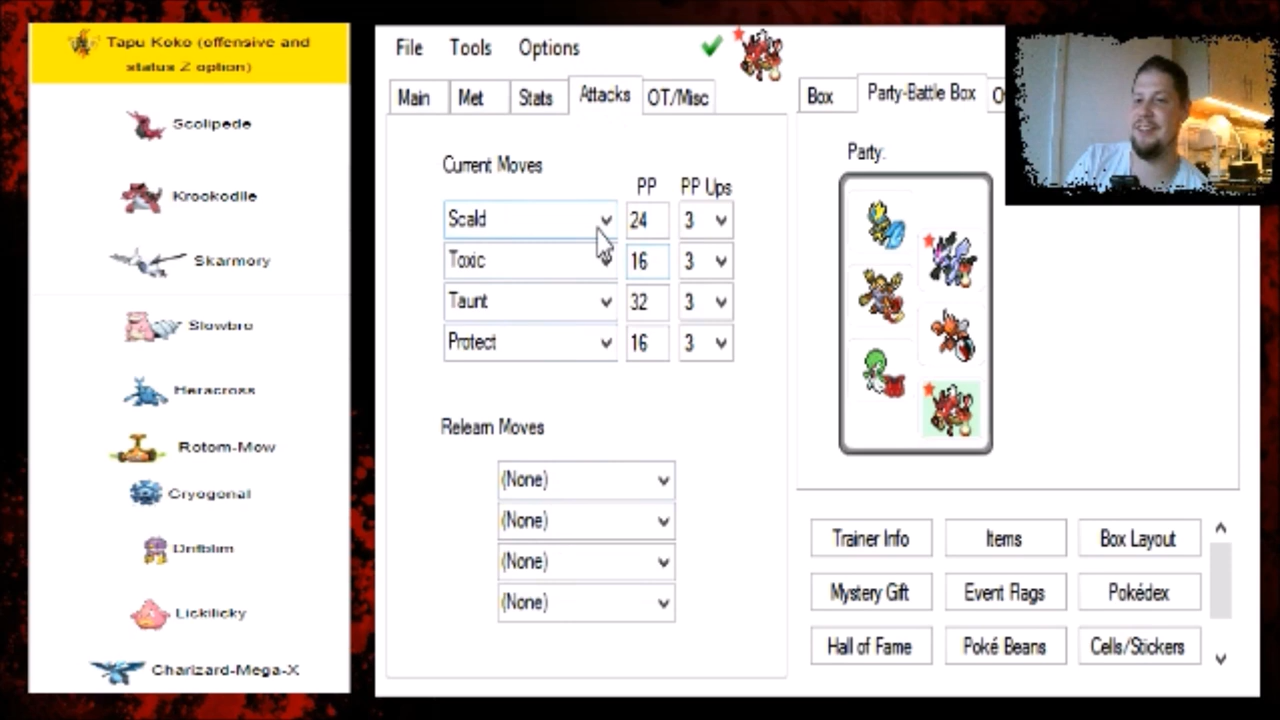 Tapu Koko (offensive and
status Z option)
Scolipede
Krookodile
Skarmory
Slowbro
Heracross
Rotom-Mow
Cryogonal
Drifblim
Lickilicky
Charizard-Mega-X
File Tools Options
Main Met Stats Attacks OT/Misc
Current Moves
PP PP Ups
Scald 24 3
Toxic 16 3
Taunt 32 3
Protect 16 3
Relearn Moves
(None)
(None)
(None)
(None)
Box Party-Battle Box
Party:
Trainer Info Items Box Layout
Mystery Gift Event Flags Pokédex
Hall of Fame Poké Beans Cells/Stickers